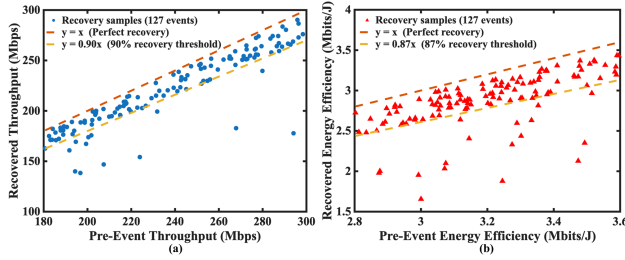 Recovery samples (127 events)
y = x  (Perfect recovery)
y = 0.90x  (90% recovery threshold)
300
250
200
150
100
180
200
220
240
260
280
300
Recovered Throughput (Mbps)
Pre-Event Throughput (Mbps)
(a)
Recovery samples (127 events)
y = x  (Perfect recovery)
y = 0.87x  (87% recovery threshold)
4
3.5
3
2.5
2
1.5
2.8
3
3.2
3.4
3.6
Recovered Energy Efficiency (Mbits/J)
Pre-Event Energy Efficiency (Mbits/J)
(b)